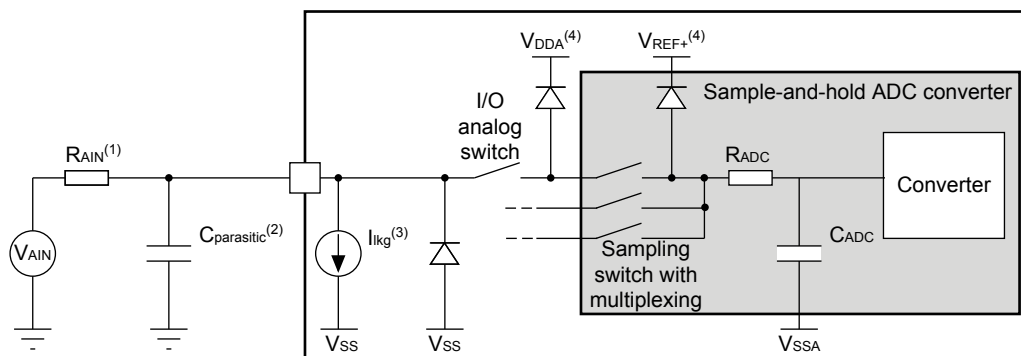 VDDA(4)
VREF+(4)
Sample-and-hold ADC converter
I/O
analog
switch
RAIN(1)
RADC
Converter
VAIN
Cparasitic(2)
Ilkg(3)
CADC
Sampling
switch with
multiplexing
VSS
VSS
VSSA